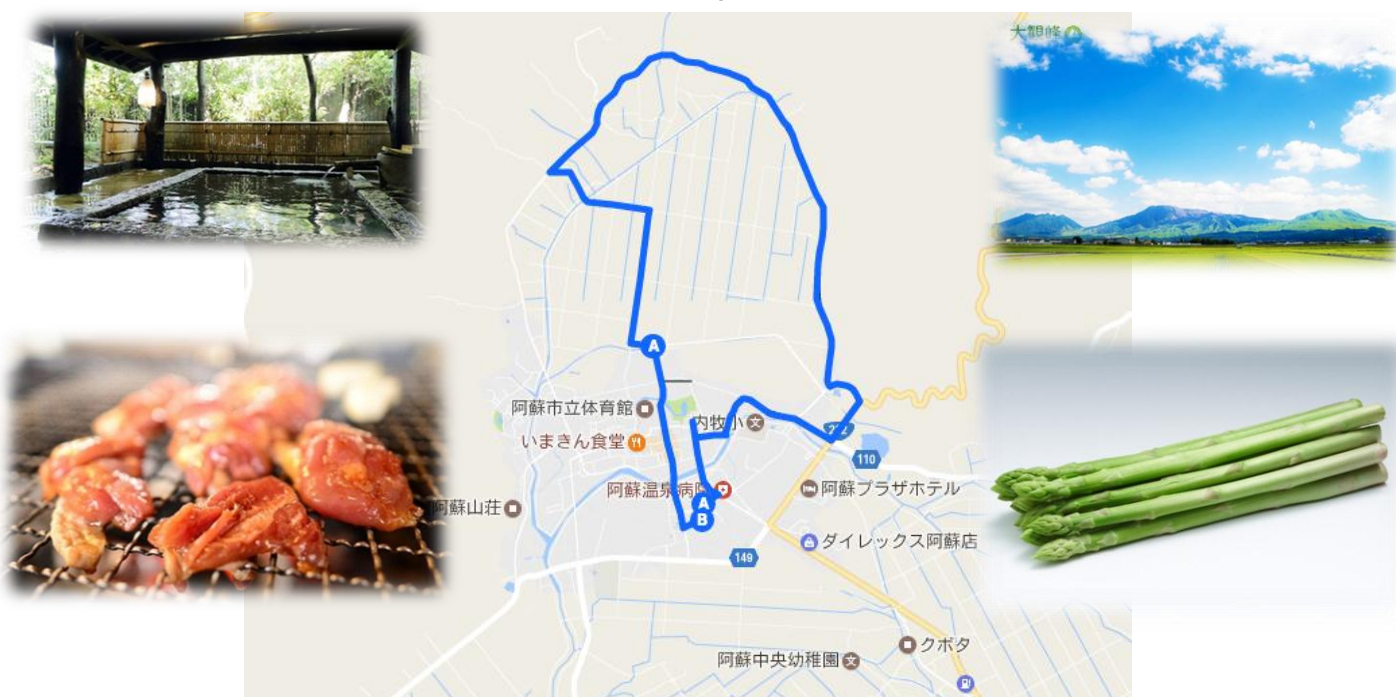 大観峰
A
阿蘇市立体育館
内牧小
文
212
いまきん食堂
110
阿蘇温泉病院
阿蘇プラザホテル
阿蘇山荘
A
B
ダイレックス阿蘇店
149
クボタ
阿蘇中央幼稚園
文